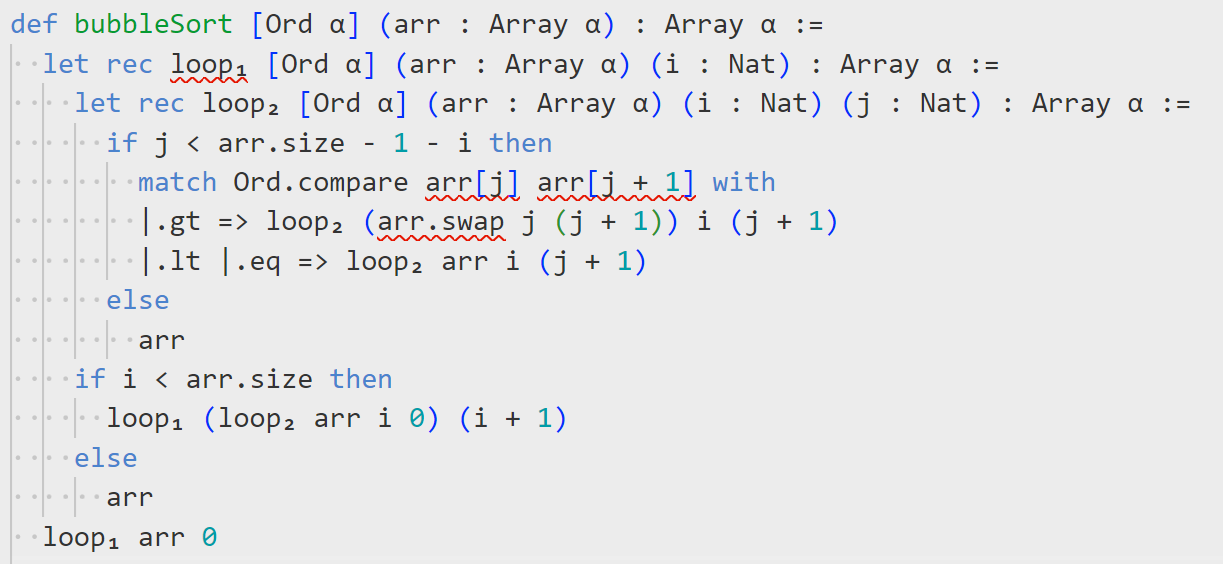 def bubbleSort [Ord α] (arr : Array α) : Array α :=
  let rec loop₁ [Ord α] (arr : Array α) (i : Nat) : Array α :=
    let rec loop₂ [Ord α] (arr : Array α) (i : Nat) (j : Nat) : Array α :=
      if j < arr.size - 1 - i then
        match Ord.compare arr[j] arr[j + 1] with
        |.gt => loop₂ (arr.swap j (j + 1)) i (j + 1)
        |.lt |.eq => loop₂ arr i (j + 1)
      else
        arr
    if i < arr.size then
      loop₁ (loop₂ arr i 0) (i + 1)
    else
      arr
  loop₁ arr 0